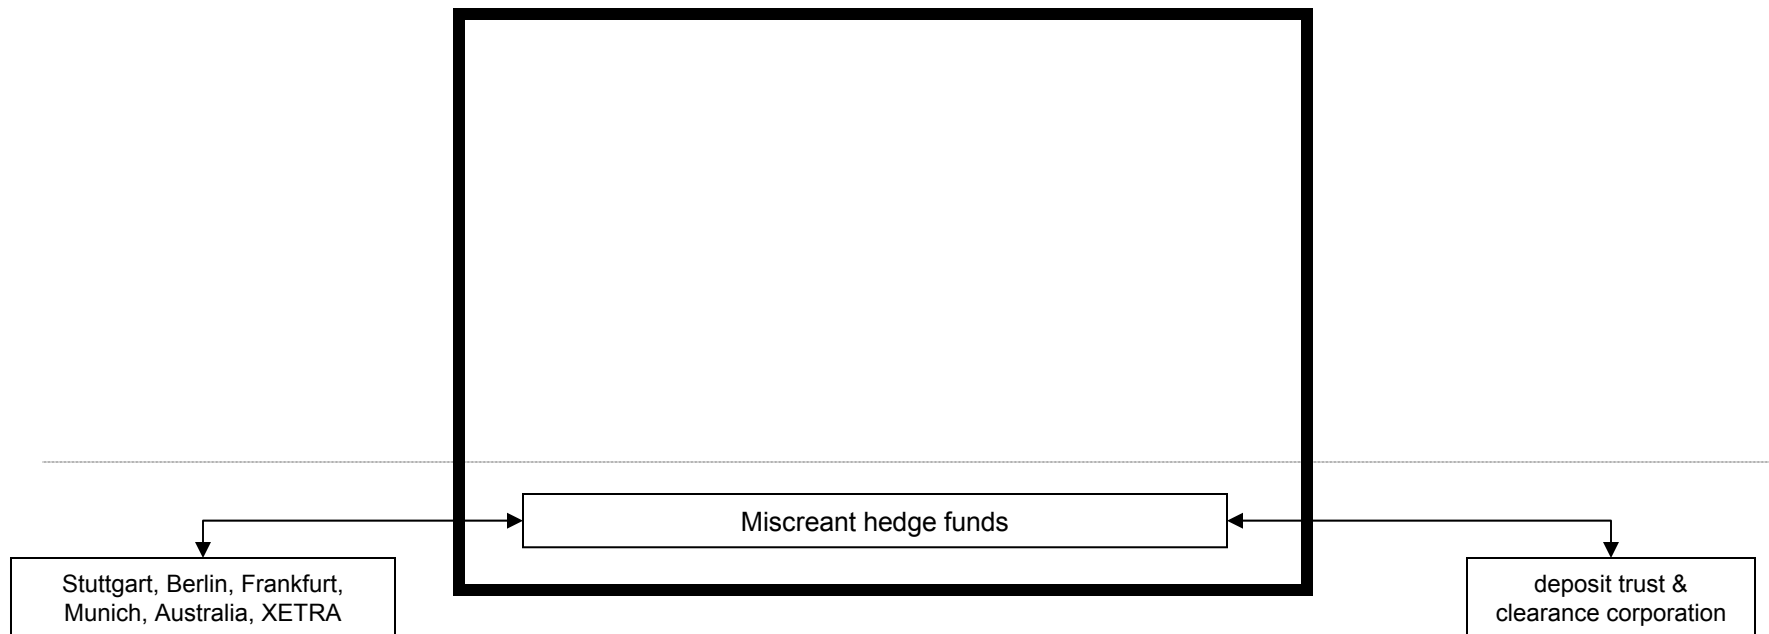 Miscreant hedge funds
Stuttgart, Berlin, Frankfurt,
Munich, Australia, XETRA
deposit trust &
clearance corporation